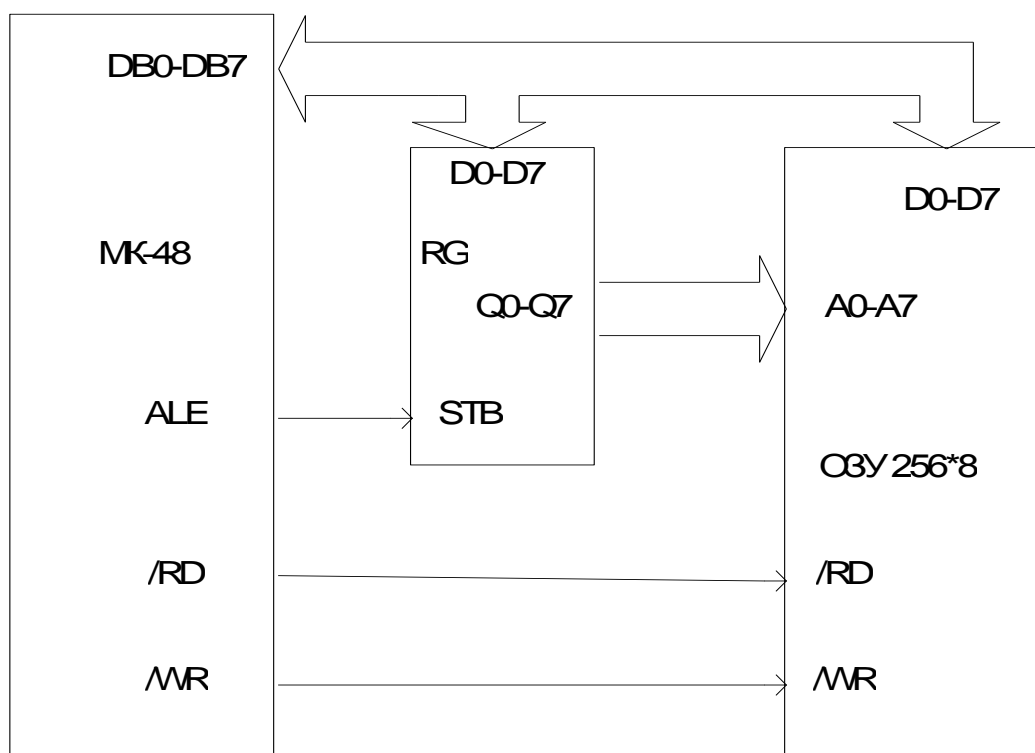 DB0-DB7
D0-D7
D0-D7
МК-48
RG
Q0-Q7
A0-A7
ALE
STB
ОЗУ 256*8
/RD
/RD
/WR
/WR